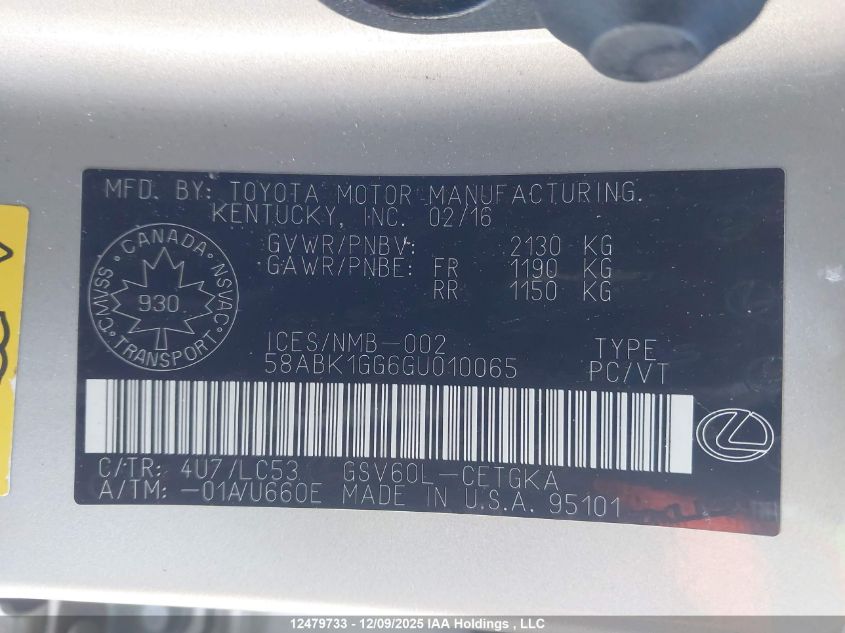 MFD. BY: TOYOTA MOTOR MANUFACTURING.
KENTUCKY, INC. 02/16
GVWR/PNBV: 2130 KG
GAWR/PNBE: FR 1190 KG
RR 1150 KG
CANADA
CMVSS NSVAC
930
TRANSPORT
ICES/NMB-002
58ABK1GG6GU010065
TYPE
PC/VT
C/TR: 4U7/LC53 GSV60L-CETGKA
A/TM: -01A/U660E MADE IN U.S.A. 95101
12479733 - 12/09/2025 IAA Holdings , LLC